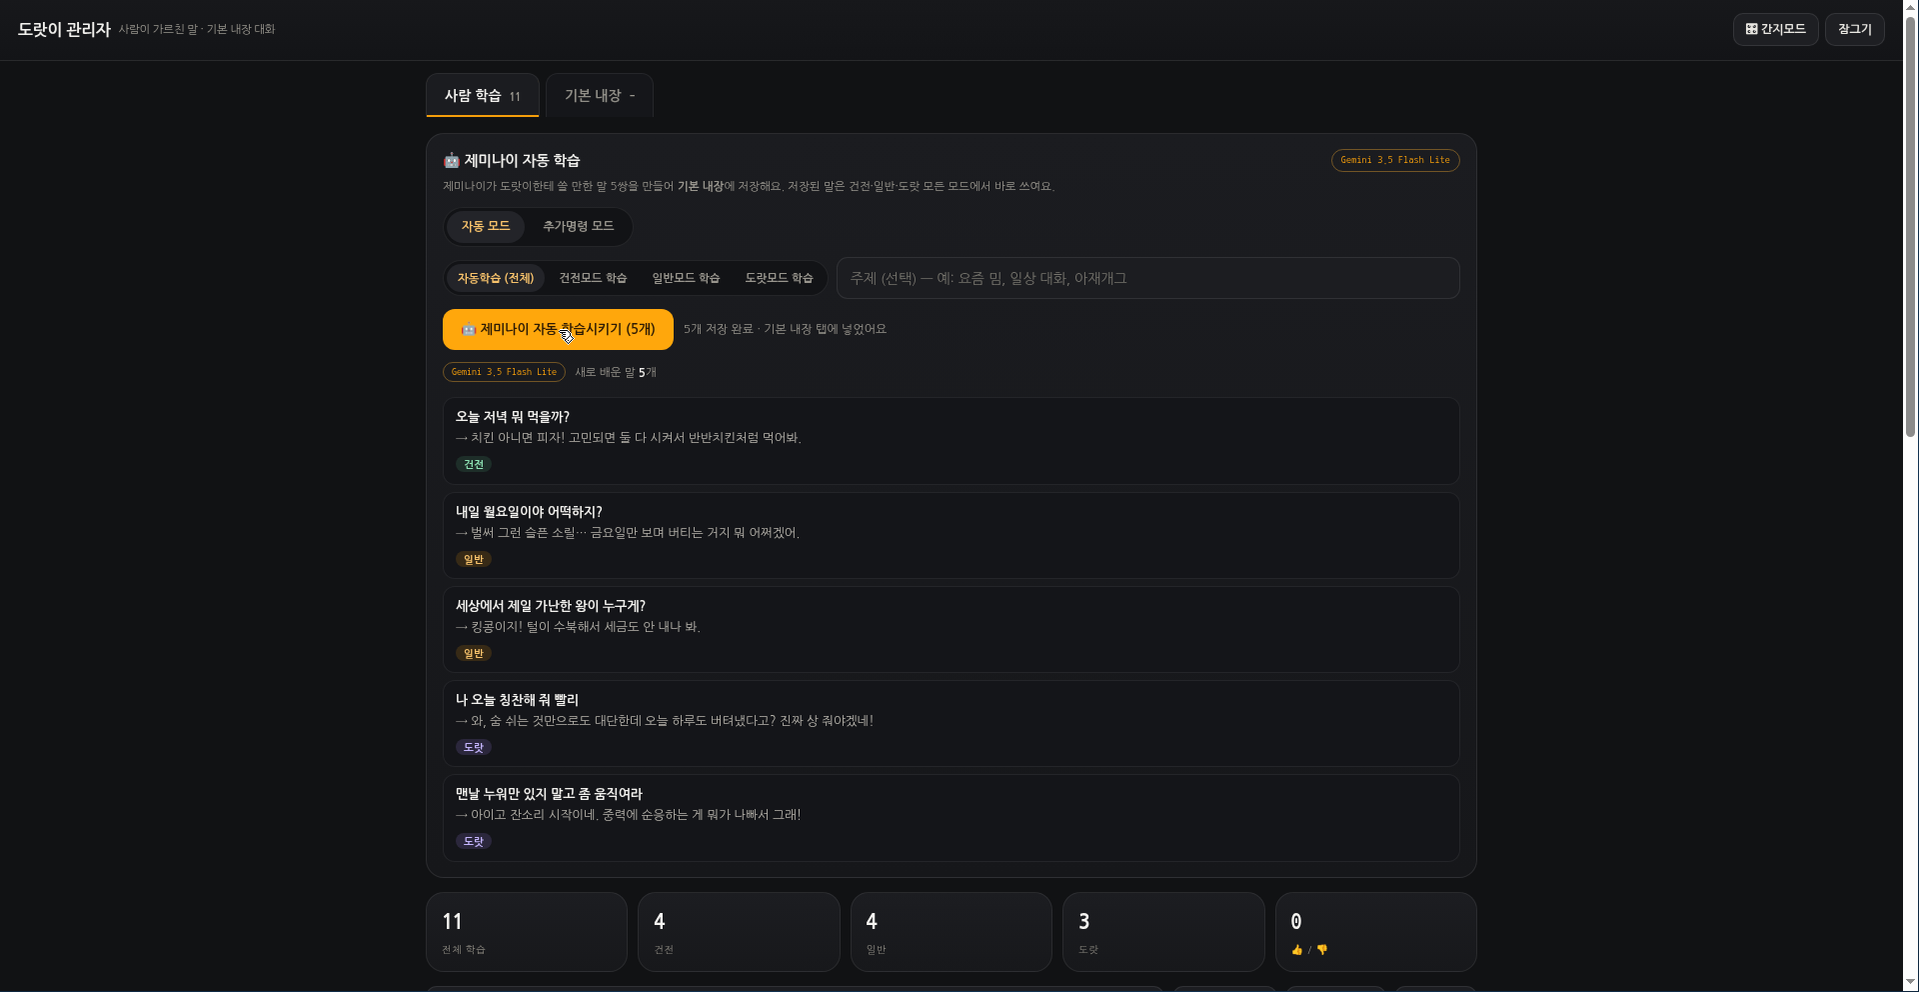 도랏이 관리자 사람이 가르친 말 · 기본 내장 대화
간지모드 잠그기
사람 학습 11 기본 내장 -
제미나이 자동 학습 Gemini 3.5 Flash Lite
제미나이가 도랏이한테 쓸 만한 말 5쌍을 만들어 기본 내장에 저장해요. 저장된 말은 건전·일반·도랏 모든 모드에서 바로 쓰여요.
자동 모드 추가명령 모드
자동학습 (전체) 건전모드 학습 일반모드 학습 도랏모드 학습 주제 (선택) — 예: 요즘 밈, 일상 대화, 아재개그
제미나이 자동 학습시키기 (5개) 5개 저장 완료 · 기본 내장 탭에 넣었어요
Gemini 3.5 Flash Lite 새로 배운 말 5개
오늘 저녁 뭐 먹을까?
→ 치킨 아니면 피자! 고민되면 둘 다 시켜서 반반치킨처럼 먹어봐.
건전
내일 월요일이야 어떡하지?
→ 벌써 그런 슬픈 소릴… 금요일만 보며 버티는 거지 뭐 어쩌겠어.
일반
세상에서 제일 가난한 왕이 누구게?
→ 킹콩이지! 털이 수북해서 세금도 안 내나 봐.
일반
나 오늘 칭찬해 줘 빨리
→ 와, 숨 쉬는 것만으로도 대단한데 오늘 하루도 버텨냈다고? 진짜 상 줘야겠네!
도랏
맨날 누워만 있지 말고 좀 움직여라
→ 아이고 잔소리 시작이네. 중력에 순응하는 게 뭐가 나빠서 그래!
도랏
11 4 4 3 0
전체 학습 건전 일반 도랏 👍 / 👎